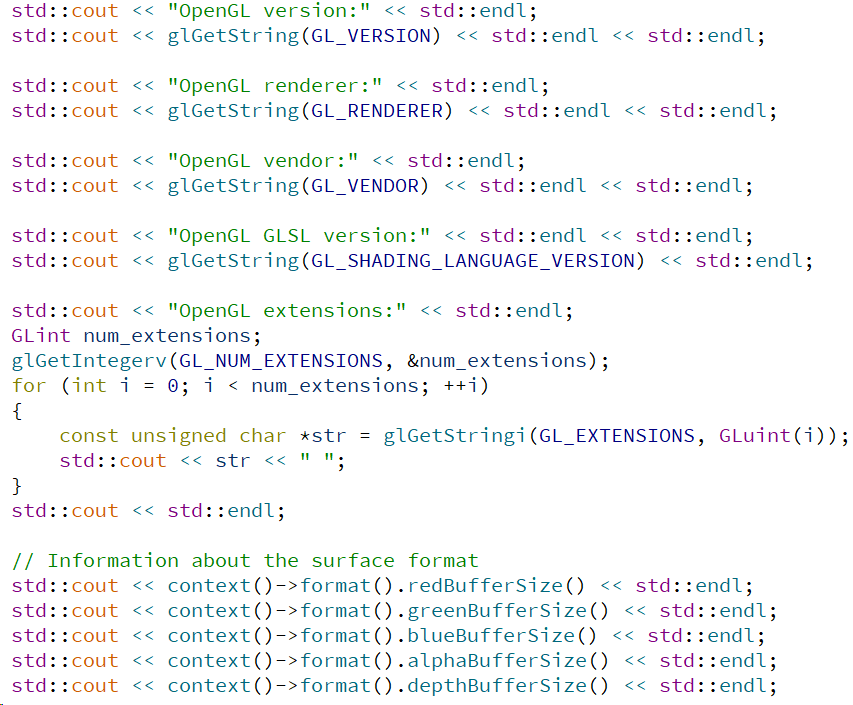 std::cout << "OpenGL version:" << std::endl;
std::cout << glGetString(GL_VERSION) << std::endl << std::endl;

std::cout << "OpenGL renderer:" << std::endl;
std::cout << glGetString(GL_RENDERER) << std::endl << std::endl;

std::cout << "OpenGL vendor:" << std::endl;
std::cout << glGetString(GL_VENDOR) << std::endl << std::endl;

std::cout << "OpenGL GLSL version:" << std::endl << std::endl;
std::cout << glGetString(GL_SHADING_LANGUAGE_VERSION) << std::endl;

std::cout << "OpenGL extensions:" << std::endl;
GLint num_extensions;
glGetIntegerv(GL_NUM_EXTENSIONS, &num_extensions);
for (int i = 0; i < num_extensions; ++i)
{
    const unsigned char *str = glGetStringi(GL_EXTENSIONS, GLuint(i));
    std::cout << str << " ";
}
std::cout << std::endl;

// Information about the surface format
std::cout << context()->format().redBufferSize() << std::endl;
std::cout << context()->format().greenBufferSize() << std::endl;
std::cout << context()->format().blueBufferSize() << std::endl;
std::cout << context()->format().alphaBufferSize() << std::endl;
std::cout << context()->format().depthBufferSize() << std::endl;